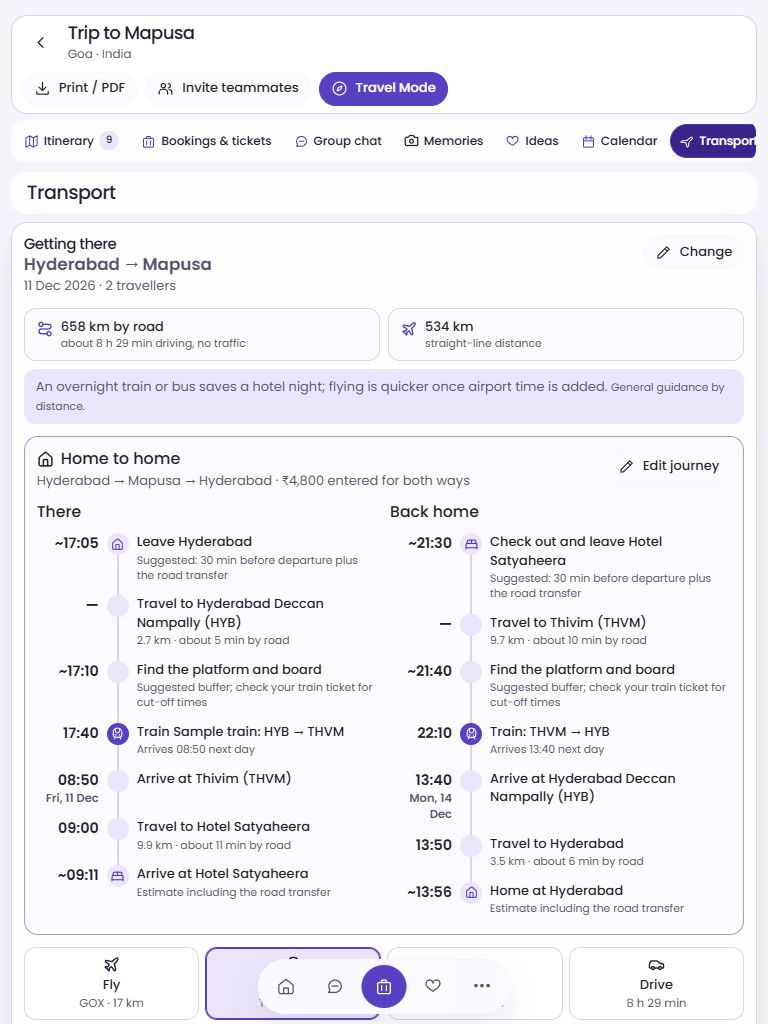 Trip to Mapusa
Goa · India
Print / PDF
Invite teammates
Travel Mode
Itinerary 9
Bookings & tickets
Group chat
Memories
Ideas
Calendar
Transport
Transport
Getting there
Hyderabad → Mapusa
11 Dec 2026 · 2 travellers
Change
658 km by road
about 8 h 29 min driving, no traffic
534 km
straight-line distance
An overnight train or bus saves a hotel night; flying is quicker once airport time is added. General guidance by
distance.
Home to home
Hyderabad → Mapusa → Hyderabad · ₹4,800 entered for both ways
Edit journey
There
~17:05 Leave Hyderabad
Suggested: 30 min before departure plus
the road transfer
— Travel to Hyderabad Deccan
Nampally (HYB)
2.7 km · about 5 min by road
~17:10 Find the platform and board
Suggested buffer; check your train ticket for
cut-off times
17:40 Train Sample train: HYB → THVM
Arrives 08:50 next day
08:50 Arrive at Thivim (THVM)
Fri, 11 Dec
09:00 Travel to Hotel Satyaheera
9.9 km · about 11 min by road
~09:11 Arrive at Hotel Satyaheera
Estimate including the road transfer
Back home
~21:30 Check out and leave Hotel
Satyaheera
Suggested: 30 min before departure plus
the road transfer
— Travel to Thivim (THVM)
9.7 km · about 10 min by road
~21:40 Find the platform and board
Suggested buffer; check your train ticket for
cut-off times
22:10 Train: THVM → HYB
Arrives 13:40 next day
13:40 Arrive at Hyderabad Deccan
Mon, 14 Nampally (HYB)
Dec
13:50 Travel to Hyderabad
3.5 km · about 6 min by road
~13:56 Home at Hyderabad
Estimate including the road transfer
Fly
GOX · 17 km
Drive
8 h 29 min